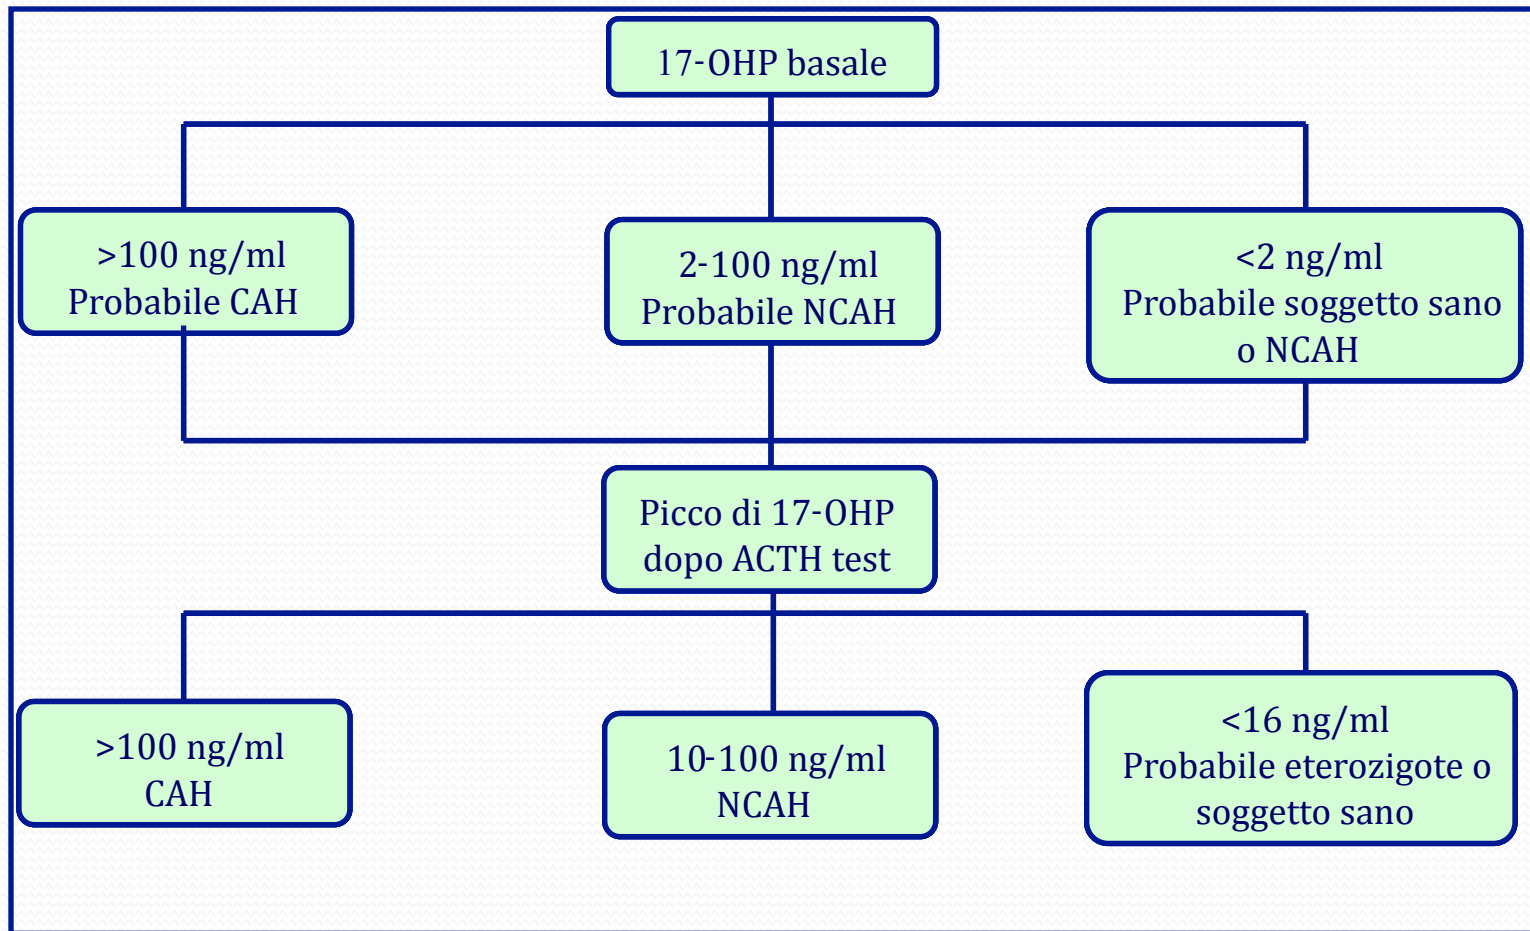 17-OHP basale
>100 ng/ml
Probabile CAH
2-100 ng/ml
Probabile NCAH
<2 ng/ml
Probabile soggetto sano
o NCAH
Picco di 17-OHP
dopo ACTH test
>100 ng/ml
CAH
10-100 ng/ml
NCAH
<16 ng/ml
Probabile eterozigote o
soggetto sano